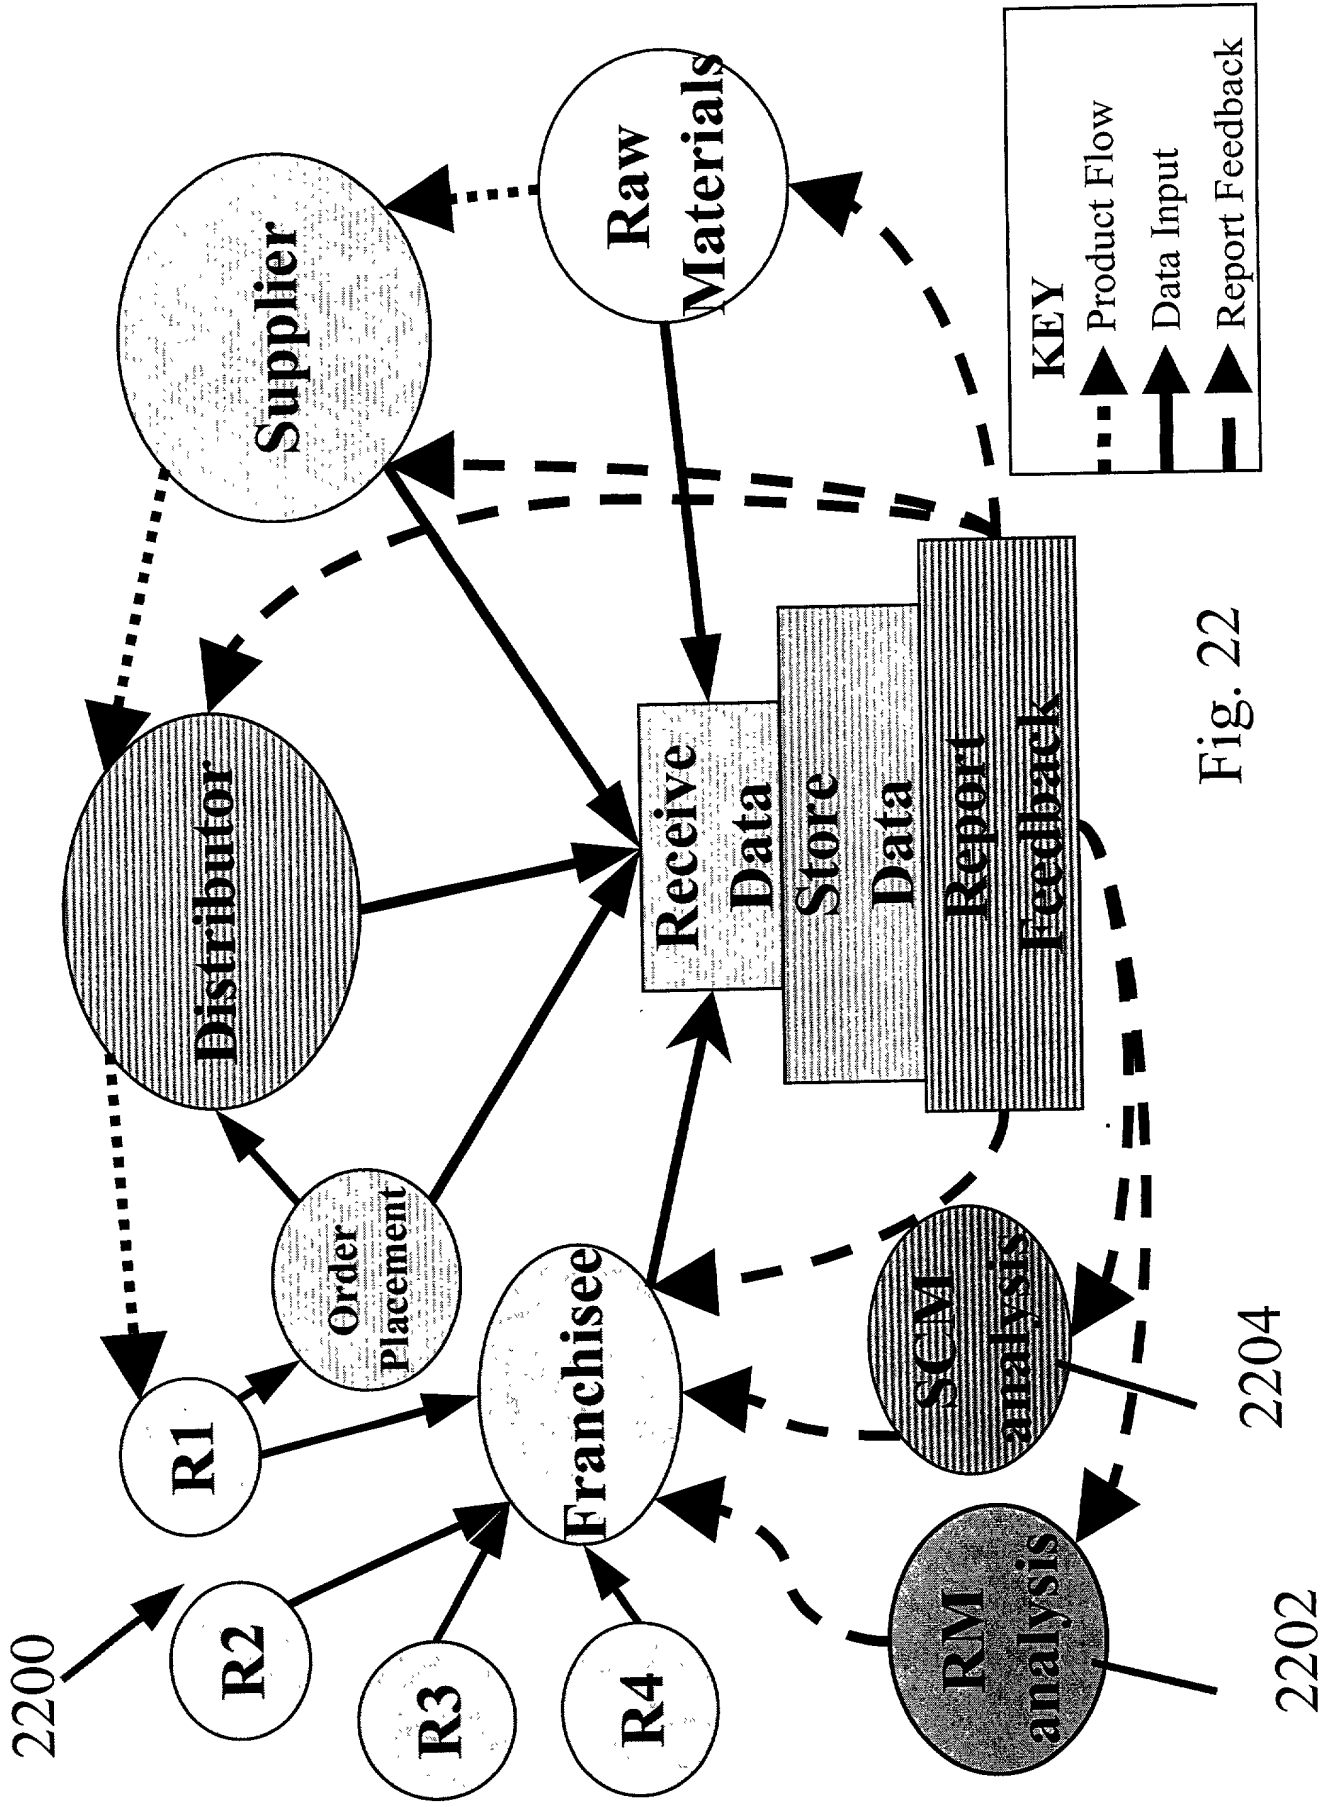 2200
R1
R2
R3
R4
Order
Placement
Distributor
Supplier
Franchisee
Raw
Materials
Receive
Data
Store
Data
Report
Feedback
RM
analysis
SCM
analysis
2202
2204
KEY
Product Flow
Data Input
Report Feedback
Fig. 22